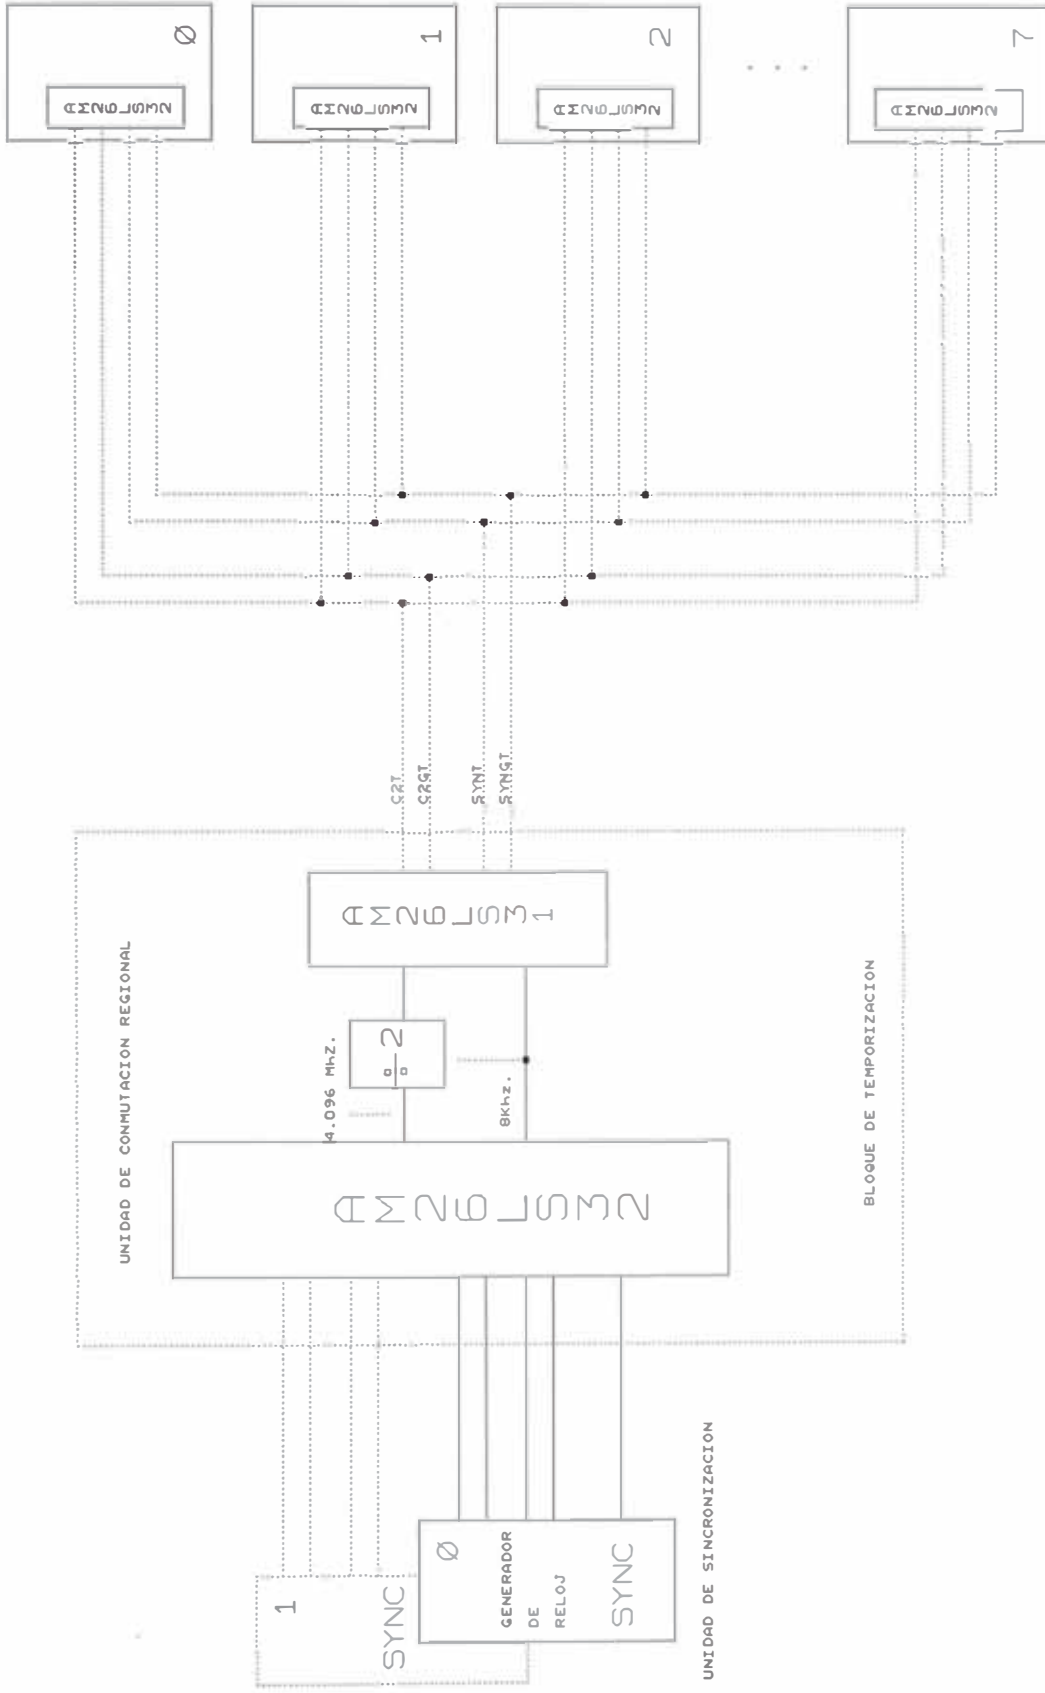 Ø
AM26LS32
1
AM26LS32
2
AM26LS32
. . .
7
AM26LS32
C2T
C2GT
SYNT
SYNGT
UNIDAD DE CONMUTACION REGIONAL
AM26LS31
4.096 MhZ.
÷2
8Khz.
AM26LS32
BLOQUE DE TEMPORIZACION
1
SYNC
Ø
GENERADOR
DE
RELOJ
SYNC
UNIDAD DE SINCRONIZACION